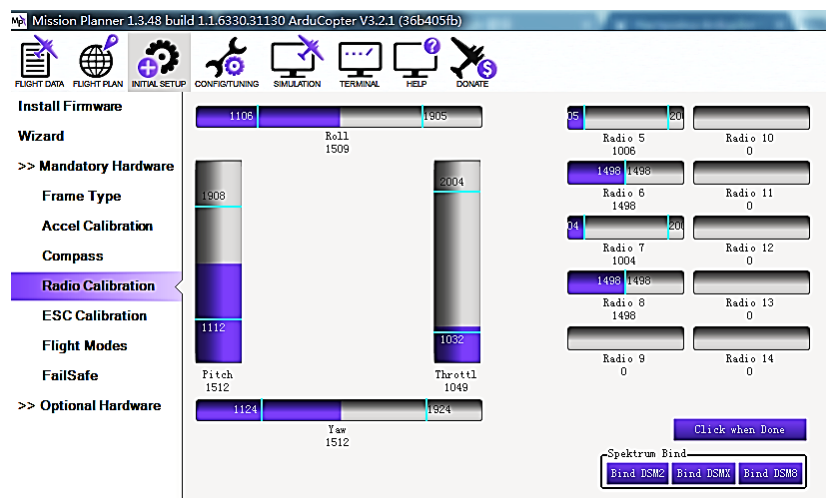 Mission Planner 1.3.48 build 1.1.6330.31130 ArduCopter V3.2.1 (36b405fb)
FLIGHT DATA FLIGHT PLAN INITIAL SETUP CONFIG/TUNING SIMULATION TERMINAL HELP DONATE
Install Firmware
Wizard
>> Mandatory Hardware
Frame Type
Accel Calibration
Compass
Radio Calibration
ESC Calibration
Flight Modes
FailSafe
>> Optional Hardware
1106 1905
Roll
1509
1908
1112
Pitch
1512
2004
1032
Throttl
1049
1124 1924
Yaw
1512
05 20
Radio 5
1006
1498 1498
Radio 6
1498
04 200
Radio 7
1004
1498 1498
Radio 8
1498
Radio 9
0
Radio 10
0
Radio 11
0
Radio 12
0
Radio 13
0
Radio 14
0
Click when Done
Spektrum Bind
Bind DSM2 Bind DSMX Bind DSM8